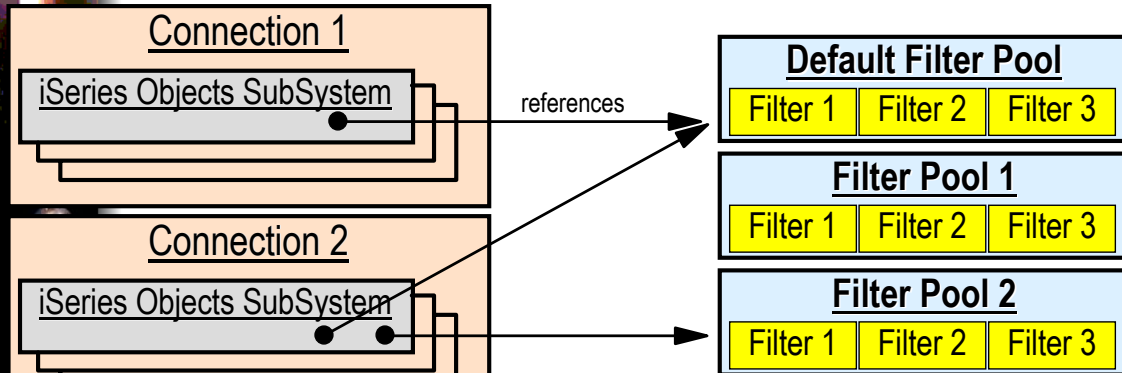 Connection 1
iSeries Objects SubSystem
references
Connection 2
iSeries Objects SubSystem
Default Filter Pool
Filter 1 Filter 2 Filter 3
Filter Pool 1
Filter 1 Filter 2 Filter 3
Filter Pool 2
Filter 1 Filter 2 Filter 3